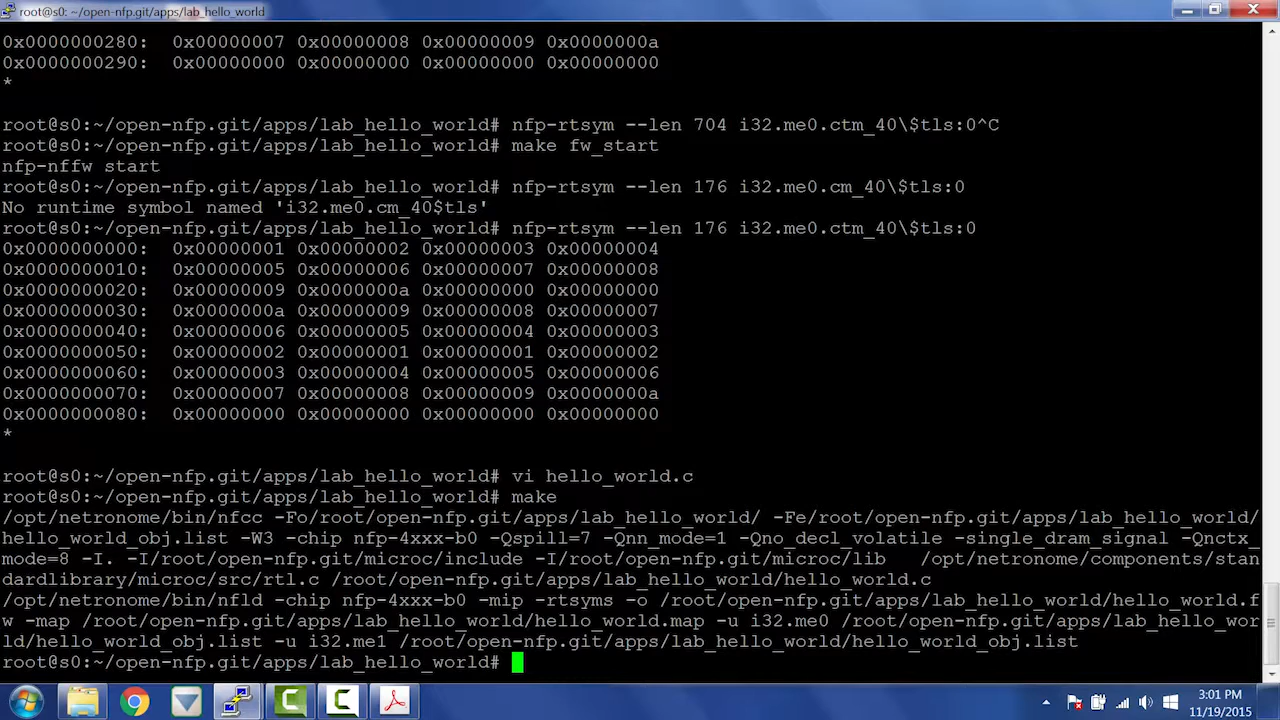 root@s0: ~/open-nfp.git/apps/lab_hello_world
0x0000000280:  0x00000007 0x00000008 0x00000009 0x0000000a
0x0000000290:  0x00000000 0x00000000 0x00000000 0x00000000
*
root@s0:~/open-nfp.git/apps/lab_hello_world# nfp-rtsym --len 704 i32.me0.ctm_40\$tls:0^C
root@s0:~/open-nfp.git/apps/lab_hello_world# make fw_start
nfp-nffw start
root@s0:~/open-nfp.git/apps/lab_hello_world# nfp-rtsym --len 176 i32.me0.cm_40\$tls:0
No runtime symbol named 'i32.me0.cm_40$tls'
root@s0:~/open-nfp.git/apps/lab_hello_world# nfp-rtsym --len 176 i32.me0.ctm_40\$tls:0
0x0000000000:  0x00000001 0x00000002 0x00000003 0x00000004
0x0000000010:  0x00000005 0x00000006 0x00000007 0x00000008
0x0000000020:  0x00000009 0x0000000a 0x00000000 0x00000000
0x0000000030:  0x0000000a 0x00000009 0x00000008 0x00000007
0x0000000040:  0x00000006 0x00000005 0x00000004 0x00000003
0x0000000050:  0x00000002 0x00000001 0x00000001 0x00000002
0x0000000060:  0x00000003 0x00000004 0x00000005 0x00000006
0x0000000070:  0x00000007 0x00000008 0x00000009 0x0000000a
0x0000000080:  0x00000000 0x00000000 0x00000000 0x00000000
*
root@s0:~/open-nfp.git/apps/lab_hello_world# vi hello_world.c
root@s0:~/open-nfp.git/apps/lab_hello_world# make
/opt/netronome/bin/nfcc -Fo/root/open-nfp.git/apps/lab_hello_world/ -Fe/root/open-nfp.git/apps/lab_hello_world/
hello_world_obj.list -W3 -chip nfp-4xxx-b0 -Qspill=7 -Qnn_mode=1 -Qno_decl_volatile -single_dram_signal -Qnctx_
mode=8 -I. -I/root/open-nfp.git/microc/include -I/root/open-nfp.git/microc/lib   /opt/netronome/components/stan
dardlibrary/microc/src/rtl.c /root/open-nfp.git/apps/lab_hello_world/hello_world.c
/opt/netronome/bin/nfld -chip nfp-4xxx-b0 -mip -rtsyms -o /root/open-nfp.git/apps/lab_hello_world/hello_world.f
w -map /root/open-nfp.git/apps/lab_hello_world/hello_world.map -u i32.me0 /root/open-nfp.git/apps/lab_hello_wor
ld/hello_world_obj.list -u i32.me1 /root/open-nfp.git/apps/lab_hello_world/hello_world_obj.list
root@s0:~/open-nfp.git/apps/lab_hello_world#
3:01 PM
11/19/2015